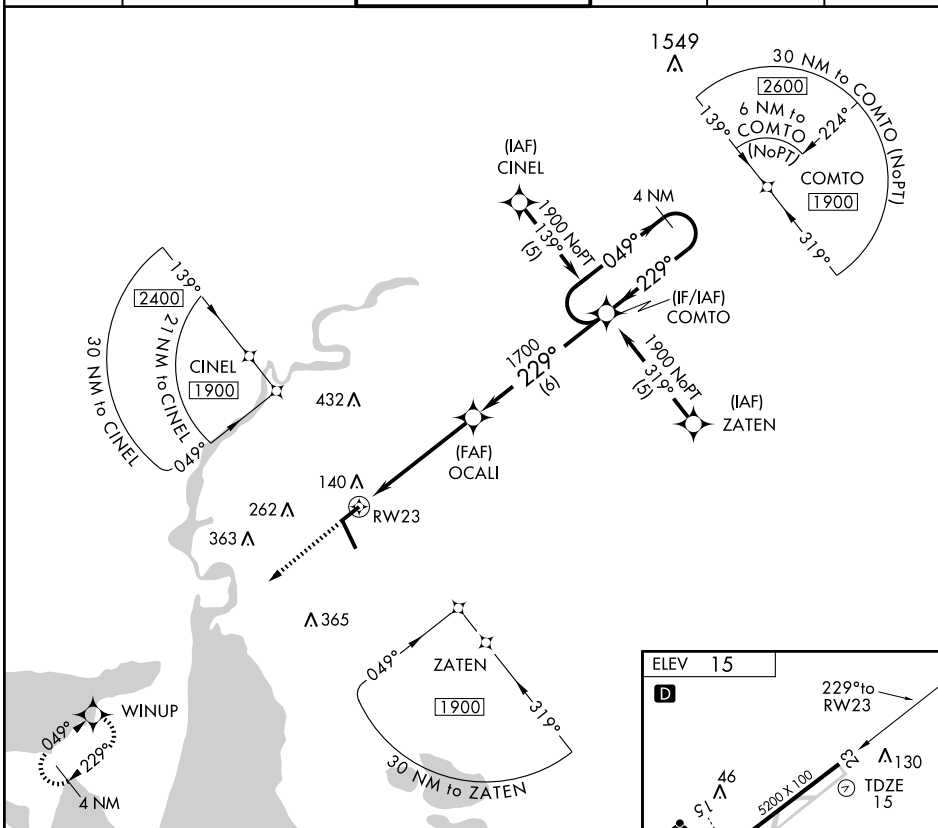 1549
30 NM to COMTO (NoPT)
2600
6 NM to
COMTO
(NoPT)
139°
224°
COMTO
1900
319°
(IAF)
CINEL
4 NM
1900 NoPT
139°
(5)
049°
229°
(IF/IAF)
COMTO
1700
229°
(6)
1900 NoPT
319°
(5)
(IAF)
ZATEN
139°
2400
21 NM to CINEL
CINEL
1900
30 NM to CINEL
049°
432
(FAF)
OCALI
140
262
RW23
363
365
049°
ZATEN
1900
319°
30 NM to ZATEN
WINUP
049°
229°
4 NM
ELEV 15
D
229° to
RW23
23
130
46
TDZE
15
5200 X 100
15